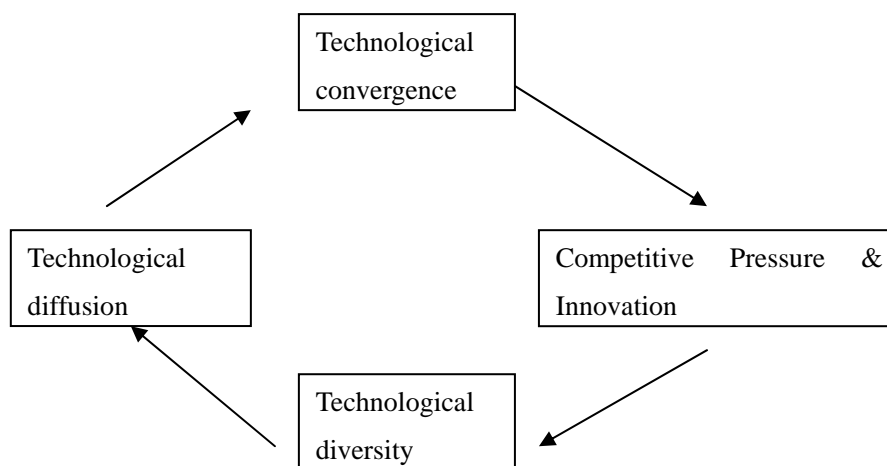 Technological
convergence
Technological
diffusion
Competitive Pressure &
Innovation
Technological
diversity